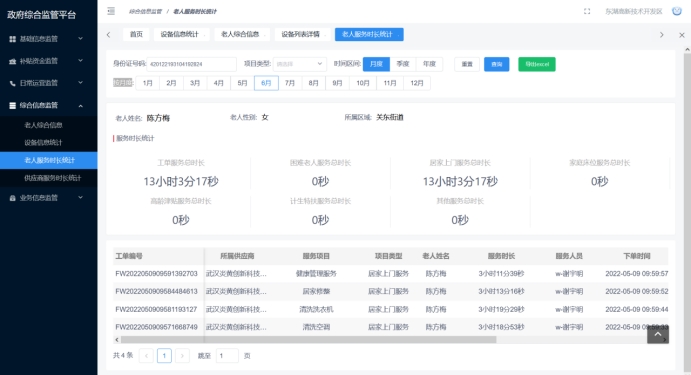 政府综合监管平台
综合信息监管 / 老人服务时长统计
东湖高新技术开发区
首页 设备信息统计 老人综合信息 设备列表详情 老人服务时长统计
基础信息监管
补贴资金监管
日常运营监管
综合信息监管
老人综合信息
设备信息统计
老人服务时长统计
供应商服务时长统计
业务信息监管
身份证号码: 420122193104192824 项目类型: 请选择 时间区间: 月度 季度 年度 重置 查询 导出excel
按月查: 1月 2月 3月 4月 5月 6月 7月 8月 9月 10月 11月 12月
老人姓名: 陈方梅 老人性别: 女 所属区域: 关东街道
服务时长统计
工单服务总时长 困难老人服务总时长 居家上门服务总时长 家庭床位服务总时长
13小时3分17秒 0秒 13小时3分17秒 0秒
高龄津贴服务总时长 计生特扶服务总时长 其他服务总时长
0秒 0秒 0秒
工单编号 所属供应商 服务项目 项目类型 老人姓名 服务时长 服务人员 下单时间
FW2022050909591392703 武汉炎黄创新科技... 健康管理服务 居家上门服务 陈方梅 3小时11分39秒 w-谢宇明 2022-05-09 09:59:57
FW2022050909584484613 武汉炎黄创新科技... 居家修脚 居家上门服务 陈方梅 3小时13分16秒 w-谢宇明 2022-05-09 09:59:52
FW2022050909581193127 武汉炎黄创新科技... 清洗洗衣机 居家上门服务 陈方梅 3小时19分29秒 w-谢宇明 2022-05-09 09:59:44
FW2022050909571668749 武汉炎黄创新科技... 清洗空调 居家上门服务 陈方梅 3小时18分53秒 w-谢宇明 2022-05-09 09:59:33
共 4 条 1 跳至 1 页